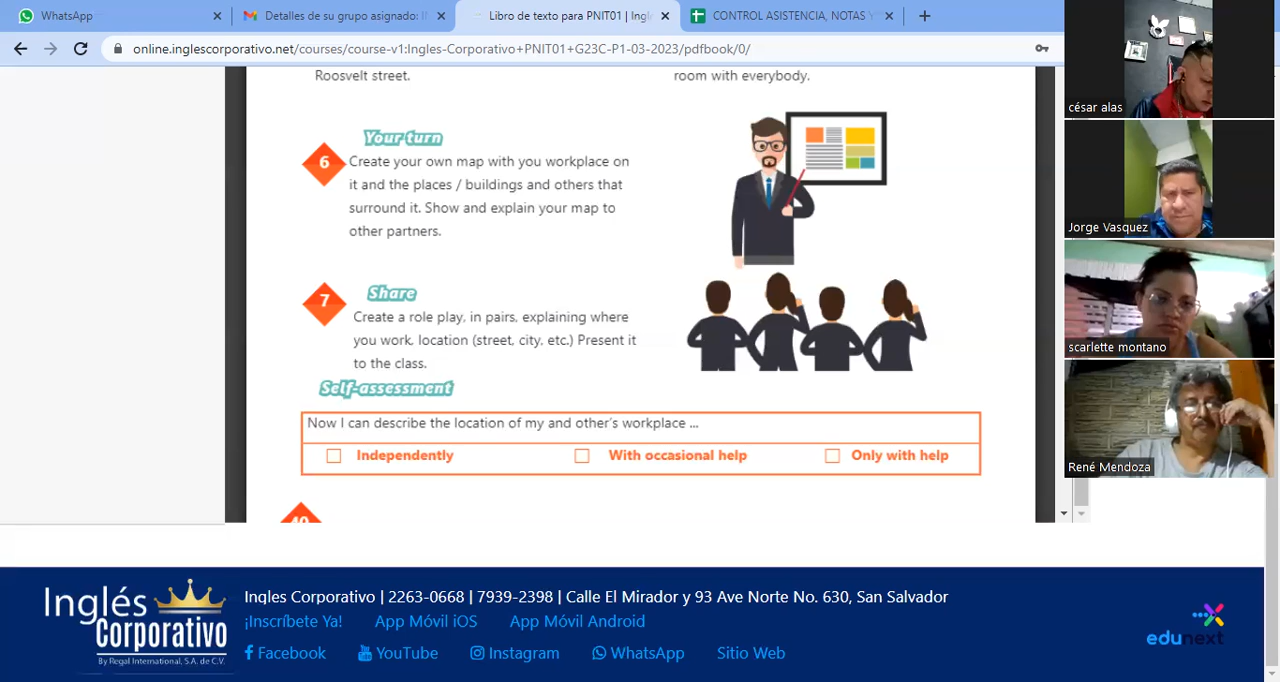 WhatsApp
Detalles de su grupo asignado: I
Libro de texto para PNIT01 | Ingl
CONTROL ASISTENCIA, NOTAS Y
online.inglescorporativo.net/courses/course-v1:Ingles-Corporativo+PNIT01+G23C-P1-03-2023/pdfbook/0/
Roosvelt street.
room with everybody.
6
Your turn
Create your own map with you workplace on
it and the places / buildings and others that
surround it. Show and explain your map to
other partners.
7
Share
Create a role play, in pairs, explaining where
you work, location (street, city, etc.) Present it
to the class.
Self-assessment
Now I can describe the location of my and other's workplace ...
Independently
With occasional help
Only with help
césar alas
Jorge Vasquez
scarlette montano
René Mendoza
Inglés
Corporativo
By Regal International, S.A. de C.V.
Ingles Corporativo | 2263-0668 | 7939-2398 | Calle El Mirador y 93 Ave Norte No. 630, San Salvador
¡Inscríbete Ya!
App Móvil iOS
App Móvil Android
Facebook
YouTube
Instagram
WhatsApp
Sitio Web
edunext